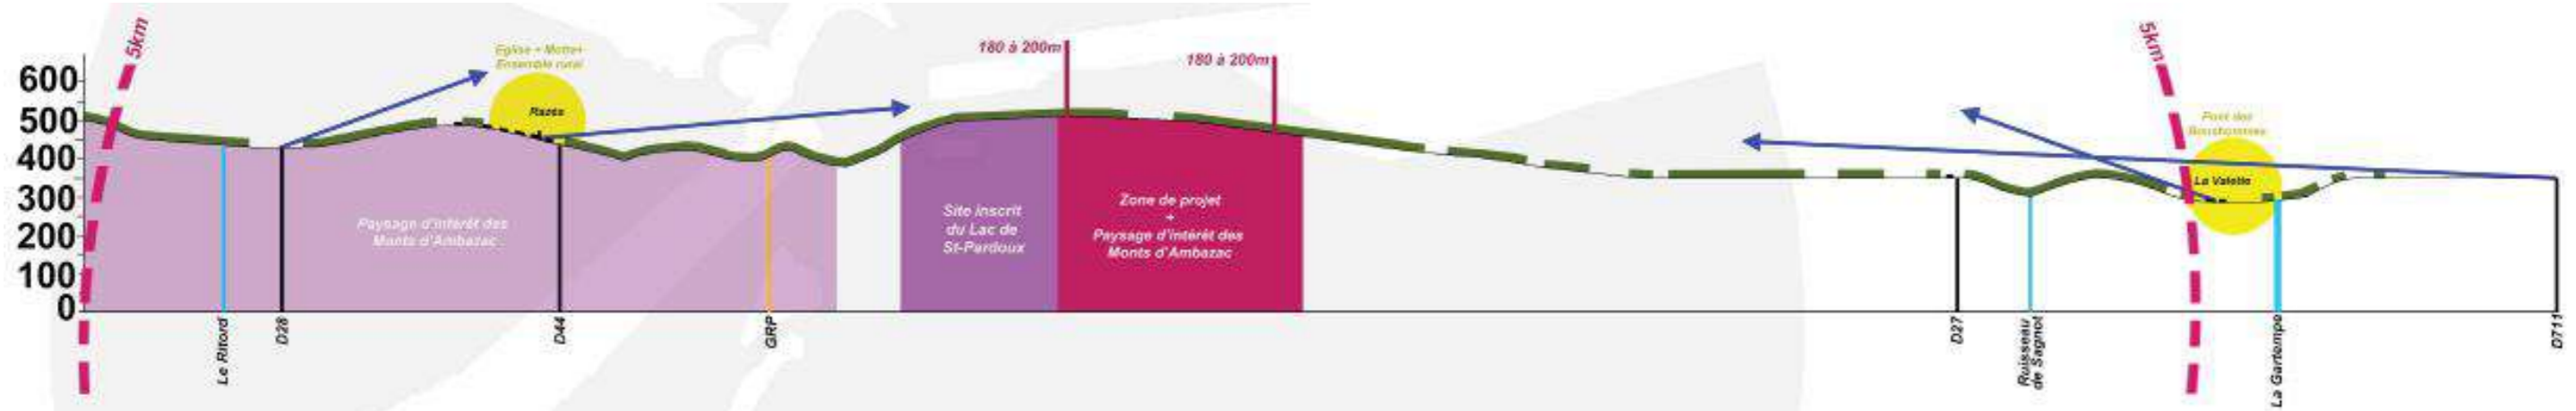 5km
5km
Eglise + Motte+
Ensemble rural
180 à 200m
180 à 200m
600
500
400
300
200
100
0
Razès
Pont des
Bonshommes
La Valette
Paysage d'intérêt des
Monts d'Ambazac
Site inscrit
du Lac de
St-Pardoux
Zone de projet
+
Paysage d'intérêt des
Monts d'Ambazac
Le Ritord
D28
D44
GRP
D27
Ruisseau
de Sagnot
La Gartempe
D711